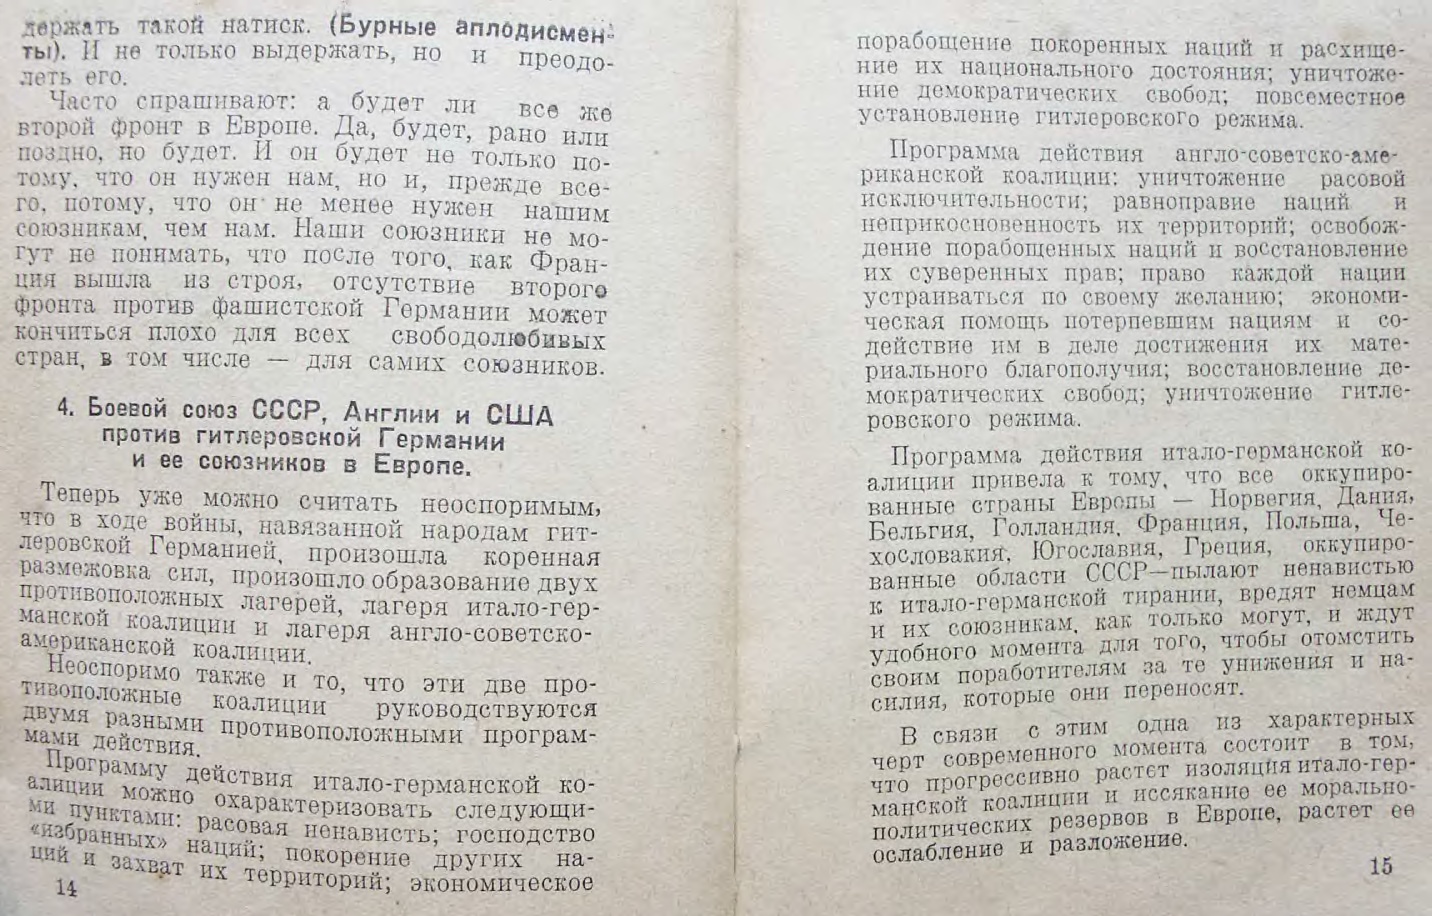 держать такой натиск. (Бурные аплодисмен-
ты). И не только выдержать, но и преодо-
леть его.
Часто спрашивают: а будет ли все же
второй фронт в Европе. Да, будет, рано или
поздно, но будет. И он будет не только по-
тому, что он нужен нам, но и, прежде все-
го, потому, что он не менее нужен нашим
союзникам, чем нам. Наши союзники не мо-
гут не понимать, что после того, как Фран-
ция вышла из строя, отсутствие второго
фронта против фашистской Германии может
кончиться плохо для всех свободолюбивых
стран, в том числе — для самих союзников.
4. Боевой союз СССР, Англии и США
против гитлеровской Германии
и ее союзников в Европе.
Теперь уже можно считать неоспоримым,
что в ходе войны, навязанной народам гит-
леровской Германией, произошла коренная
размежовка сил, произошло образование двух
противоположных лагерей, лагеря итало-гер-
манской коалиции и лагеря англо-советско-
американской коалиции.
Неоспоримо также и то, что эти две про-
тивоположные коалиции руководствуются
двумя разными противоположными програм-
мами действия.
Программу действия итало-германской ко-
алиции можно охарактеризовать следующи-
ми пунктами: расовая ненависть; господство
«избранных» наций; покорение других на-
ций и захват их территорий; экономическое
14
порабощение покоренных наций и расхище-
ние их национального достояния; уничтоже-
ние демократических свобод; повсеместное
установление гитлеровского режима.
Программа действия англо-советско-аме-
риканской коалиции: уничтожение расовой
исключительности; равноправие наций и
неприкосновенность их территорий; освобож-
дение порабощенных наций и восстановление
их суверенных прав; право каждой нации
устраиваться по своему желанию; экономи-
ческая помощь потерпевшим нациям и со-
действие им в деле достижения их мате-
риального благополучия; восстановление де-
мократических свобод; уничтожение гитле-
ровского режима.
Программа действия итало-германской ко-
алиции привела к тому, что все оккупиро-
ванные страны Европы — Норвегия, Дания,
Бельгия, Голландия, Франция, Польша, Че-
хословакия, Югославия, Греция, оккупиро-
ванные области СССР—пылают ненавистью
к итало-германской тирании, вредят немцам
и их союзникам, как только могут, и ждут
удобного момента для того, чтобы отомстить
своим поработителям за те унижения и на-
силия, которые они переносят.
В связи с этим одна из характерных
черт современного момента состоит в том,
что прогрессивно растет изоляция итало-гер-
манской коалиции и иссякание ее морально-
политических резервов в Европе, растет ее
ослабление и разложение.
15